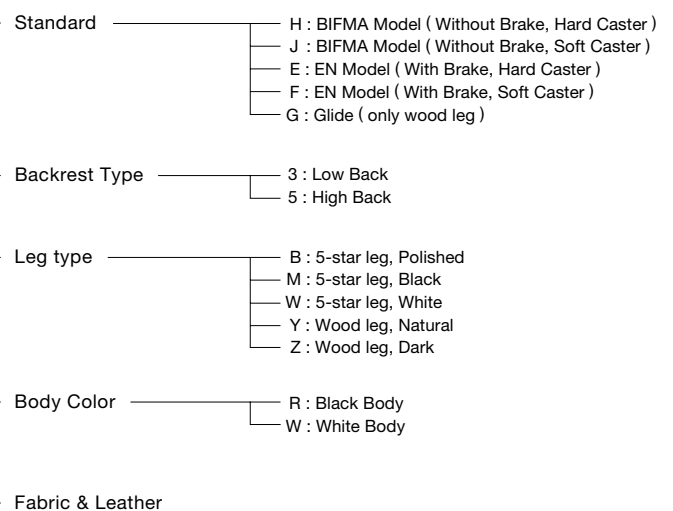 Standard
H : BIFMA Model ( Without Brake, Hard Caster )
J : BIFMA Model ( Without Brake, Soft Caster )
E : EN Model ( With Brake, Hard Caster )
F : EN Model ( With Brake, Soft Caster )
G : Glide ( only wood leg )
Backrest Type
3 : Low Back
5 : High Back
Leg type
B : 5-star leg, Polished
M : 5-star leg, Black
W : 5-star leg, White
Y : Wood leg, Natural
Z : Wood leg, Dark
Body Color
R : Black Body
W : White Body
Fabric & Leather